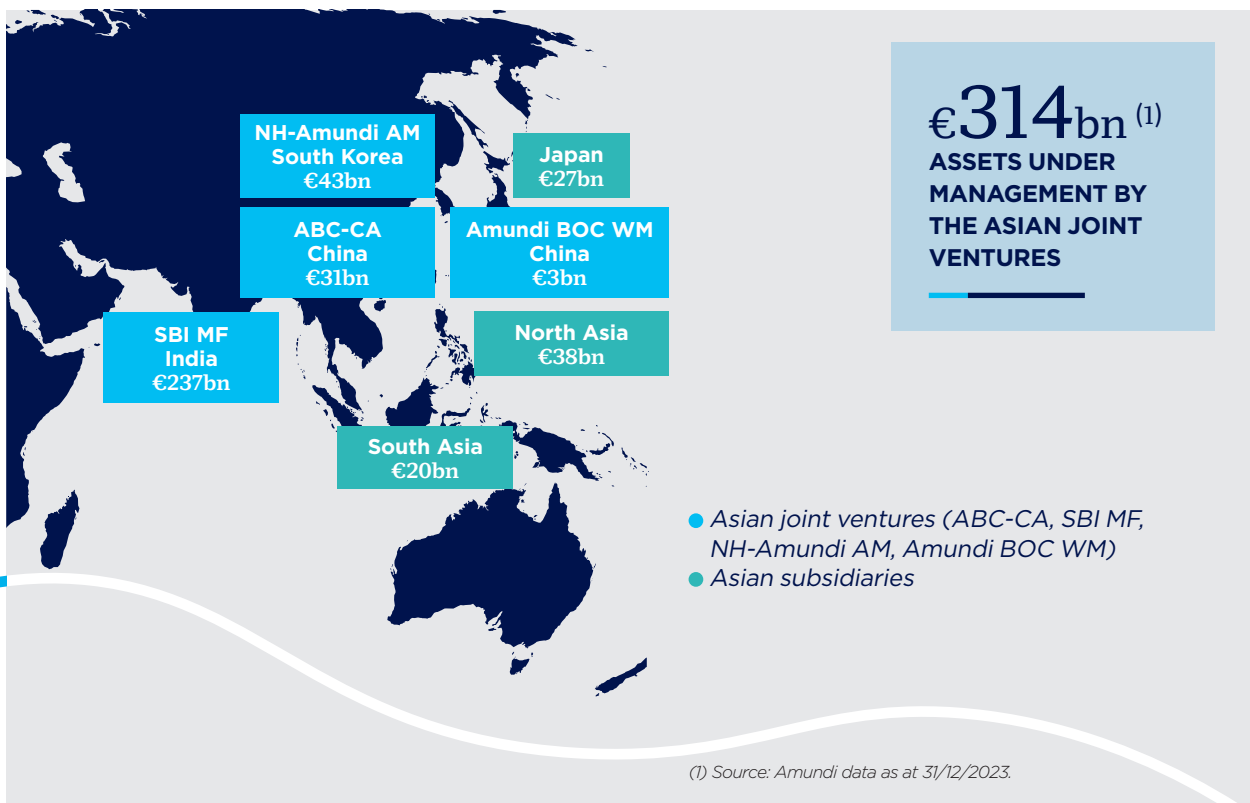 NH-Amundi AM
South Korea
€43bn
Japan
€27bn
ABC-CA
China
€31bn
Amundi BOC WM
China
€3bn
SBI MF
India
€237bn
North Asia
€38bn
South Asia
€20bn
€314bn (1)
ASSETS UNDER
MANAGEMENT BY
THE ASIAN JOINT
VENTURES
Asian joint ventures (ABC-CA, SBI MF,
NH-Amundi AM, Amundi BOC WM)
Asian subsidiaries
(1) Source: Amundi data as at 31/12/2023.